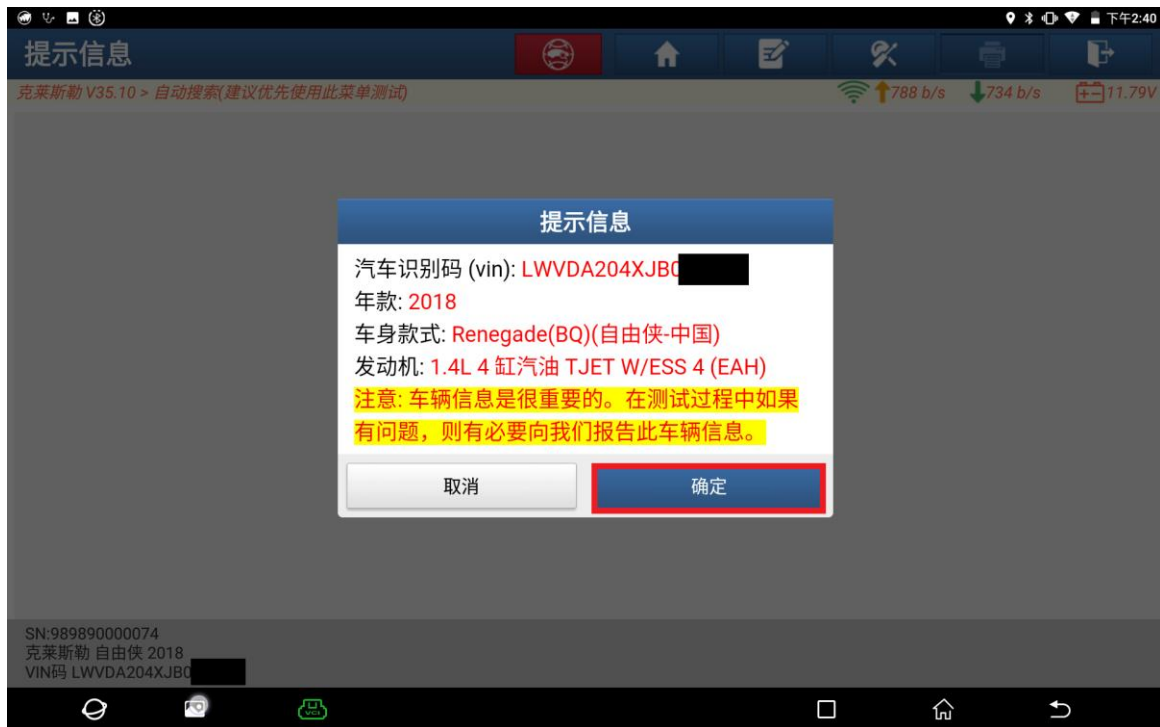 下午2:40
提示信息
克莱斯勒 V35.10 > 自动搜索(建议优先使用此菜单测试)
788 b/s 734 b/s 11.79V
提示信息
汽车识别码 (vin): LWVDA204XJB0
年款: 2018
车身款式: Renegade(BQ)(自由侠-中国)
发动机: 1.4L 4 缸汽油 TJET W/ESS 4 (EAH)
注意: 车辆信息是很重要的。在测试过程中如果
有问题，则有必要向我们报告此车辆信息。
取消
确定
SN:989890000074
克莱斯勒 自由侠 2018
VIN码 LWVDA204XJB0
VCI